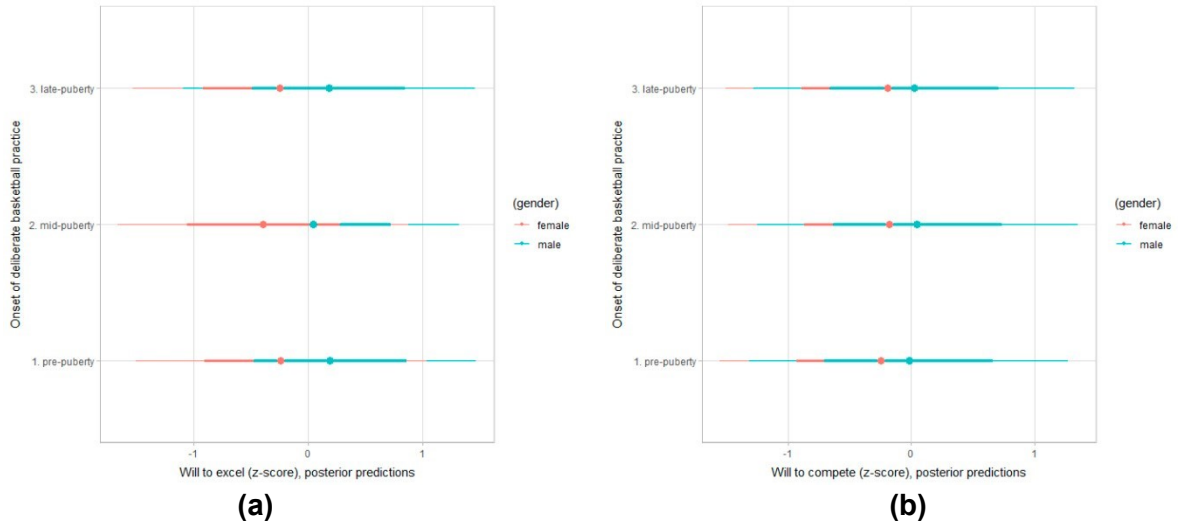 3. late-puberty
2. mid-puberty
1. pre-puberty
Onset of deliberate basketball practice
-1
0
1
Will to excel (z-score), posterior predictions
(gender)
female
male
(a)
3. late-puberty
2. mid-puberty
1. pre-puberty
Onset of deliberate basketball practice
-1
0
1
Will to compete (z-score), posterior predictions
(gender)
female
male
(b)